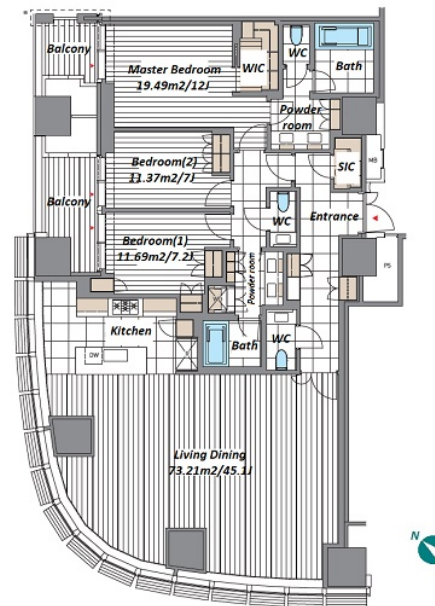 Balcony
Master Bedroom
19.49m2/12J
WIC
WC
Bath
Powder
room
Bedroom(2)
11.37m2/7J
SIC
MB
Balcony
WC
Entrance
Bedroom(1)
11.69m2/7.2J
Powder room
PS
Kitchen
DW
Bath
WC
Living Dining
73.21m2/45.1J
N